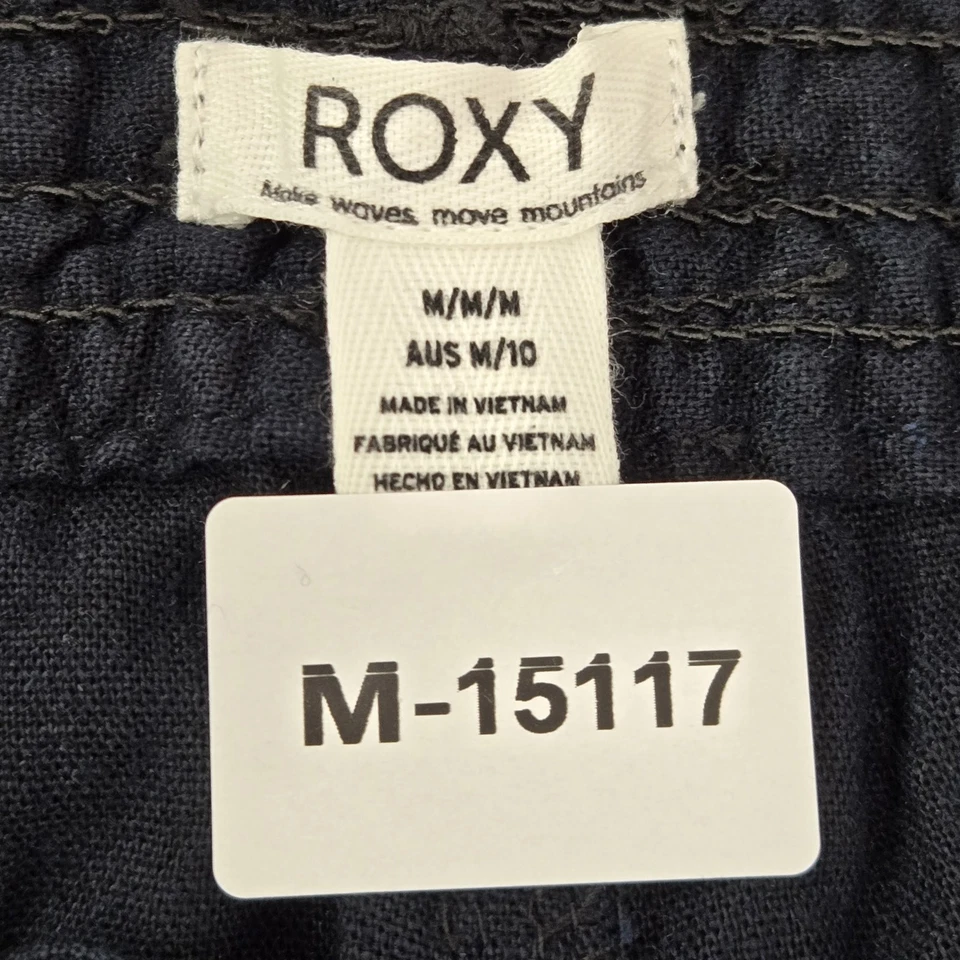 ROXY
Make waves, move mountains
M/M/M
AUS M/10
MADE IN VIETNAM
FABRIQUÉ AU VIETNAM
HECHO EN VIETNAM
M-15117